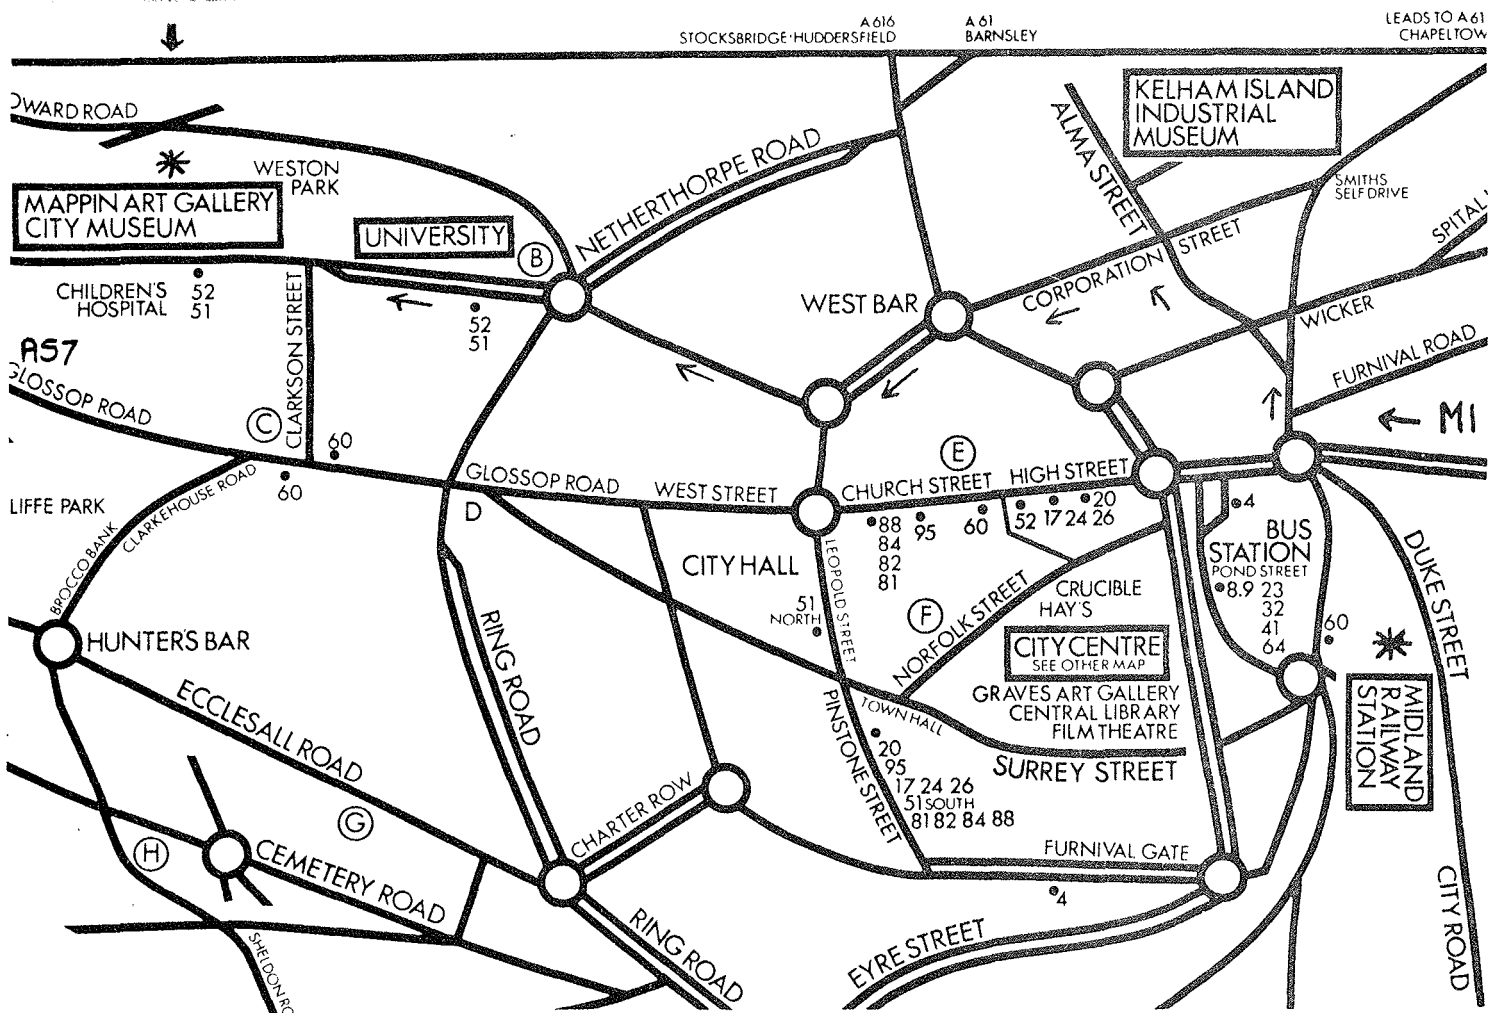 A616
STOCKSBRIDGE·HUDDERSFIELD
A61
BARNSLEY
LEADS TO A61
CHAPELTOW
WARD ROAD
WESTON
PARK
MAPPIN ART GALLERY
CITY MUSEUM
UNIVERSITY
B
NETHERTHORPE ROAD
ALMA STREET
KELHAM ISLAND
INDUSTRIAL
MUSEUM
SMITHS
SELF DRIVE
SPITAL
CHILDREN'S
HOSPITAL
52
51
CLARKSON STREET
52
51
WEST BAR
CORPORATION STREET
WICKER
FURNIVAL ROAD
A57
GLOSSOP ROAD
C
60
60
M1
GLOSSOP ROAD
WEST STREET
CHURCH STREET
E
HIGH STREET
D
88
84
82
81
95
60
52
17 24 26
20
4
BUS
STATION
POND STREET
8.9 23
32
41
64
60
LIFFE PARK
BROCCO BANK
CLARKEHOUSE ROAD
CITY HALL
LEOPOLD STREET
51
NORTH
F
NORFOLK STREET
CRUCIBLE
HAY'S
CITY CENTRE
SEE OTHER MAP
GRAVES ART GALLERY
CENTRAL LIBRARY
FILM THEATRE
DUKE STREET
MIDLAND
RAILWAY
STATION
HUNTER'S BAR
RING ROAD
ECCLESALL ROAD
PINSTONE STREET
TOWN HALL
SURREY STREET
20
95
17 24 26
51 SOUTH
81 82 84 88
CHARTER ROW
G
H
CEMETERY ROAD
FURNIVAL GATE
4
CITY ROAD
RING ROAD
EYRE STREET
SHELDON RO